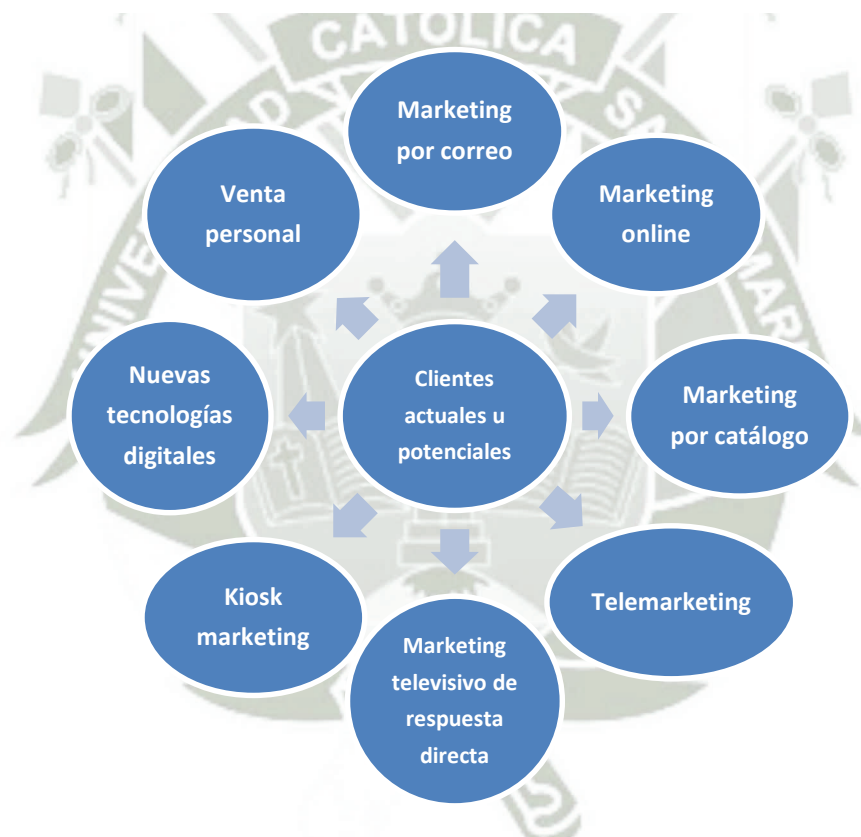 CATOLICA
Marketing
por correo
Venta
personal
Marketing
online
Nuevas
tecnologías
digitales
Clientes
actuales u
potenciales
Marketing
por catálogo
Kiosk
marketing
Marketing
televisivo de
respuesta
directa
Telemarketing